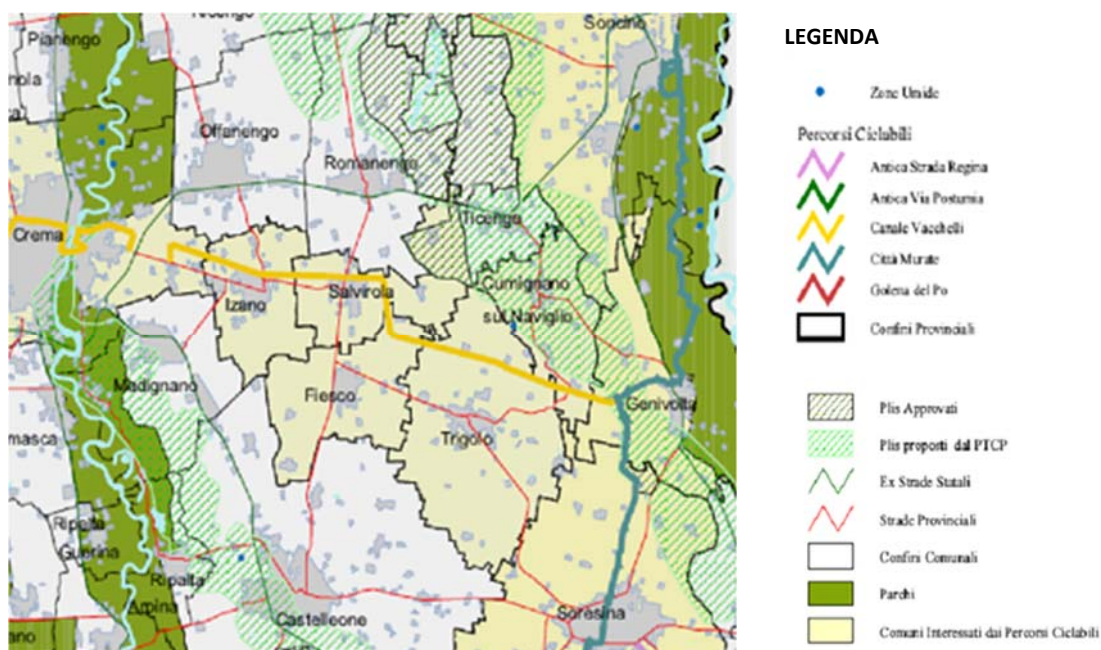 Soncino
Pianengo
Offanengo
Romanengo
Ticengo
Crema
Izano
Salvirola
Cumignano
sul Naviglio
Madignano
Fiesco
Genivolta
Trigolo
masca
Ripalta
Guerina
Ripalta
Arpina
Castelleone
Soresina
ano
LEGENDA
Zone Umide
Percorsi Ciclabili
Antica Strada Regina
Antica Via Postumia
Canale Vacchelli
Città Murate
Golena del Po
Confini Provinciali
Plis Approvati
Plis proposti dal PTCP
Ex Strade Statali
Strade Provinciali
Confini Comunali
Parchi
Comuni Interessati dai Percorsi Ciclabili